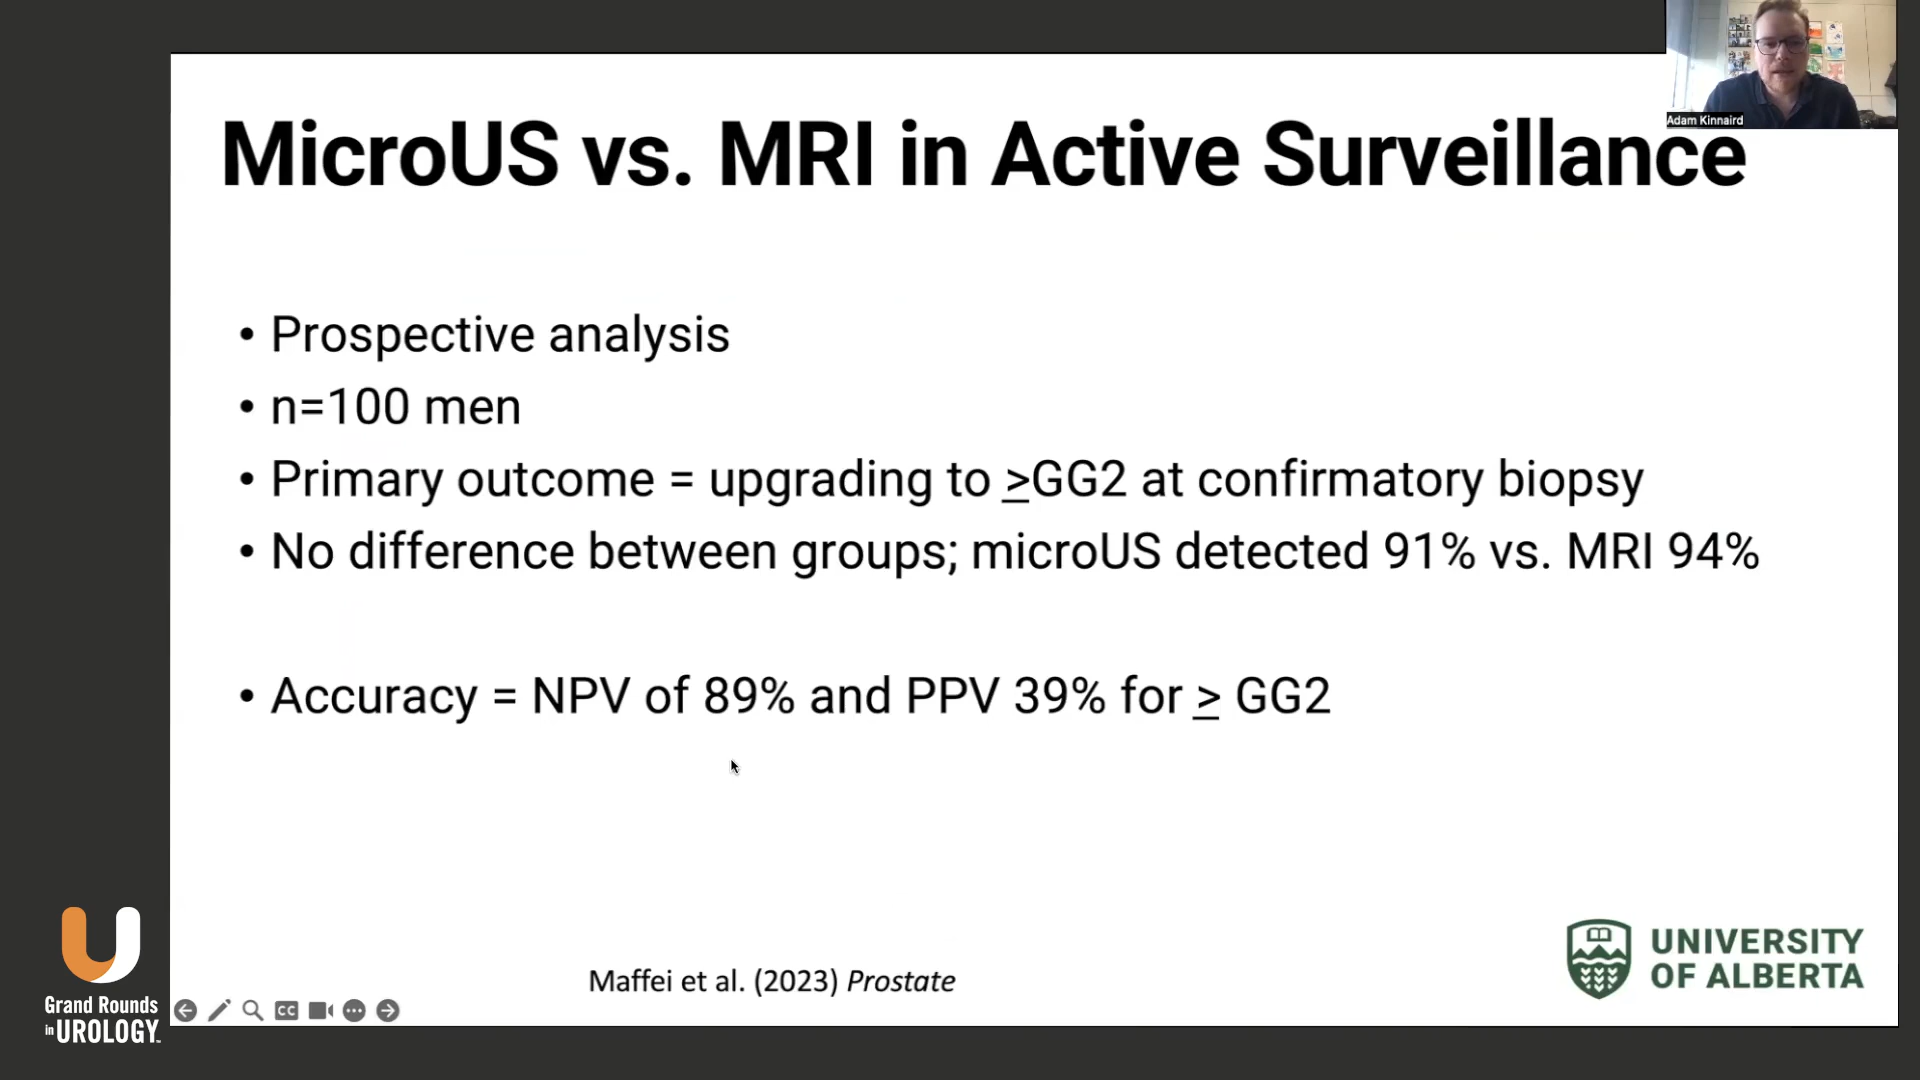 Adam Kinnaird
MicroUS vs. MRI in Active Surveillance
• Prospective analysis
• n=100 men
• Primary outcome = upgrading to >GG2 at confirmatory biopsy
• No difference between groups; microUS detected 91% vs. MRI 94%
• Accuracy = NPV of 89% and PPV 39% for > GG2
Maffei et al. (2023) Prostate
UNIVERSITY
OF ALBERTA
Grand Rounds
in UROLOGY™
CC